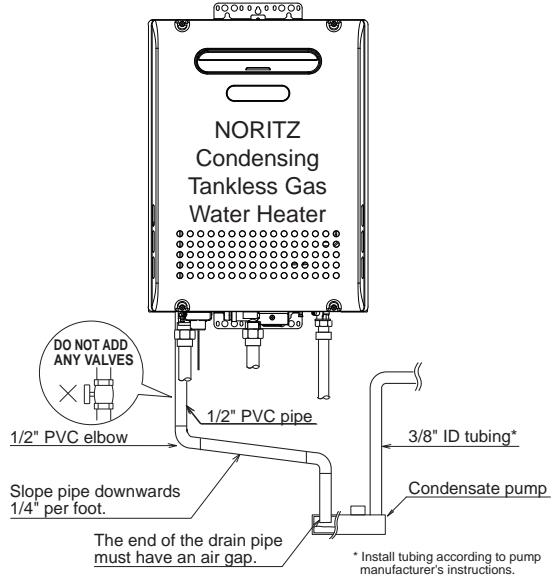 NORITZ
Condensing
Tankless Gas
Water Heater
DO NOT ADD
ANY VALVES
1/2" PVC pipe
1/2" PVC elbow
3/8" ID tubing*
Slope pipe downwards
1/4" per foot.
Condensate pump
The end of the drain pipe
must have an air gap.
* Install tubing according to pump
manufacturer's instructions.